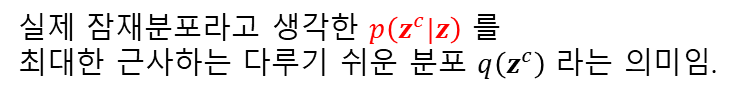 실제 잠재분포라고 생각한 p(z^c|z) 를
최대한 근사하는 다루기 쉬운 분포 q(z^c) 라는 의미임.